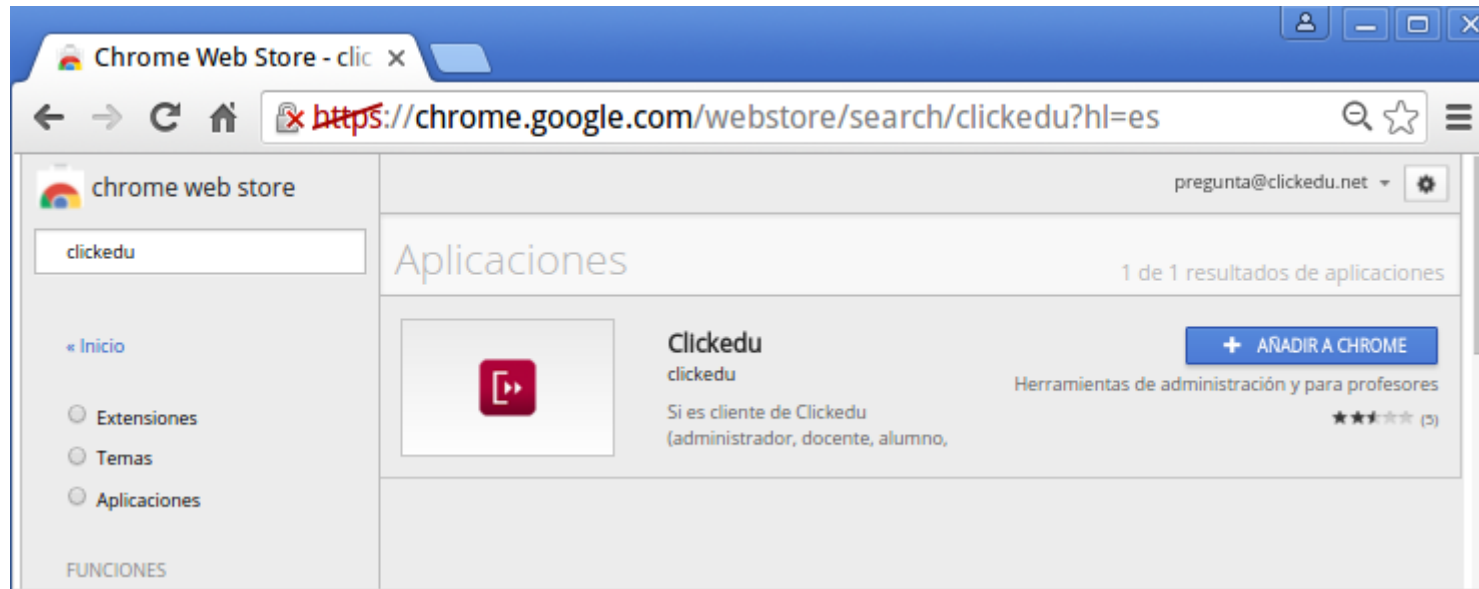 Chrome Web Store - clic
https://chrome.google.com/webstore/search/clickedu?hl=es
chrome web store
pregunta@clickedu.net
clickedu
Aplicaciones
1 de 1 resultados de aplicaciones
« Inicio
Extensiones
Temas
Aplicaciones
FUNCIONES
Clickedu
clickedu
Si es cliente de Clickedu
(administrador, docente, alumno,
+ AÑADIR A CHROME
Herramientas de administración y para profesores
(5)